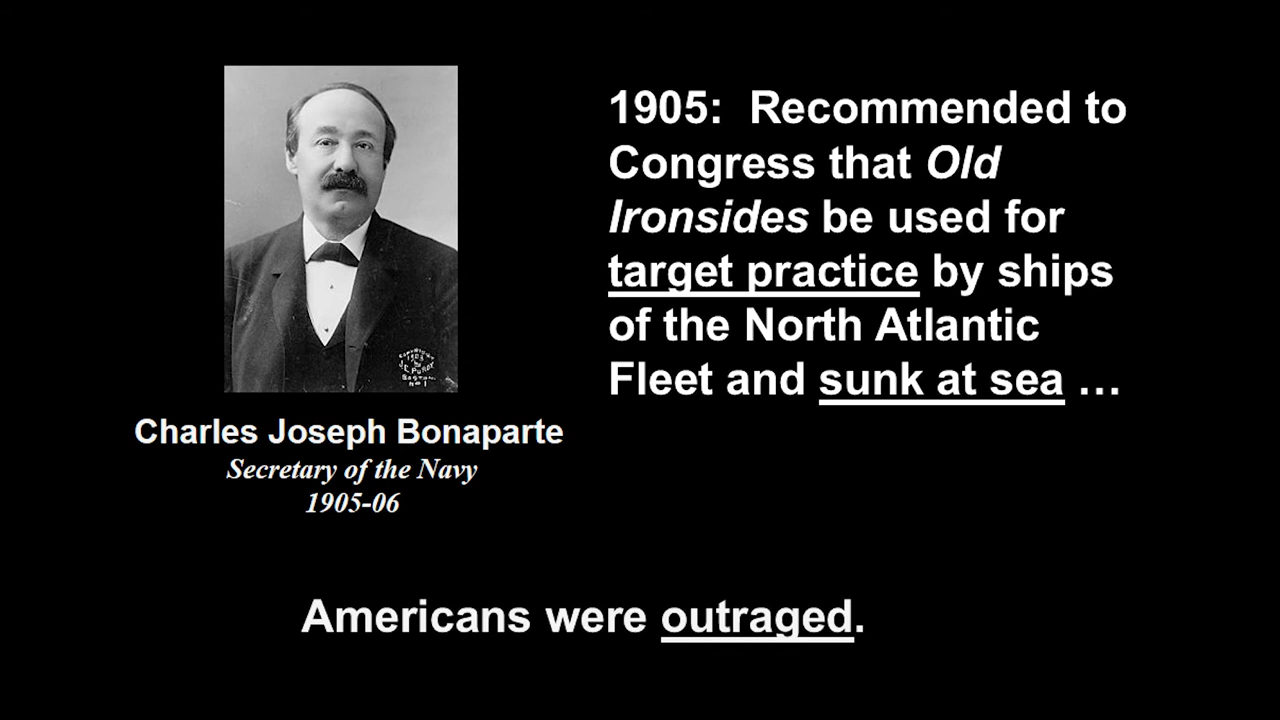 1905:  Recommended to
Congress that Old
Ironsides be used for
target practice by ships
of the North Atlantic
Fleet and sunk at sea …
Charles Joseph Bonaparte
Secretary of the Navy
1905-06
Americans were outraged.